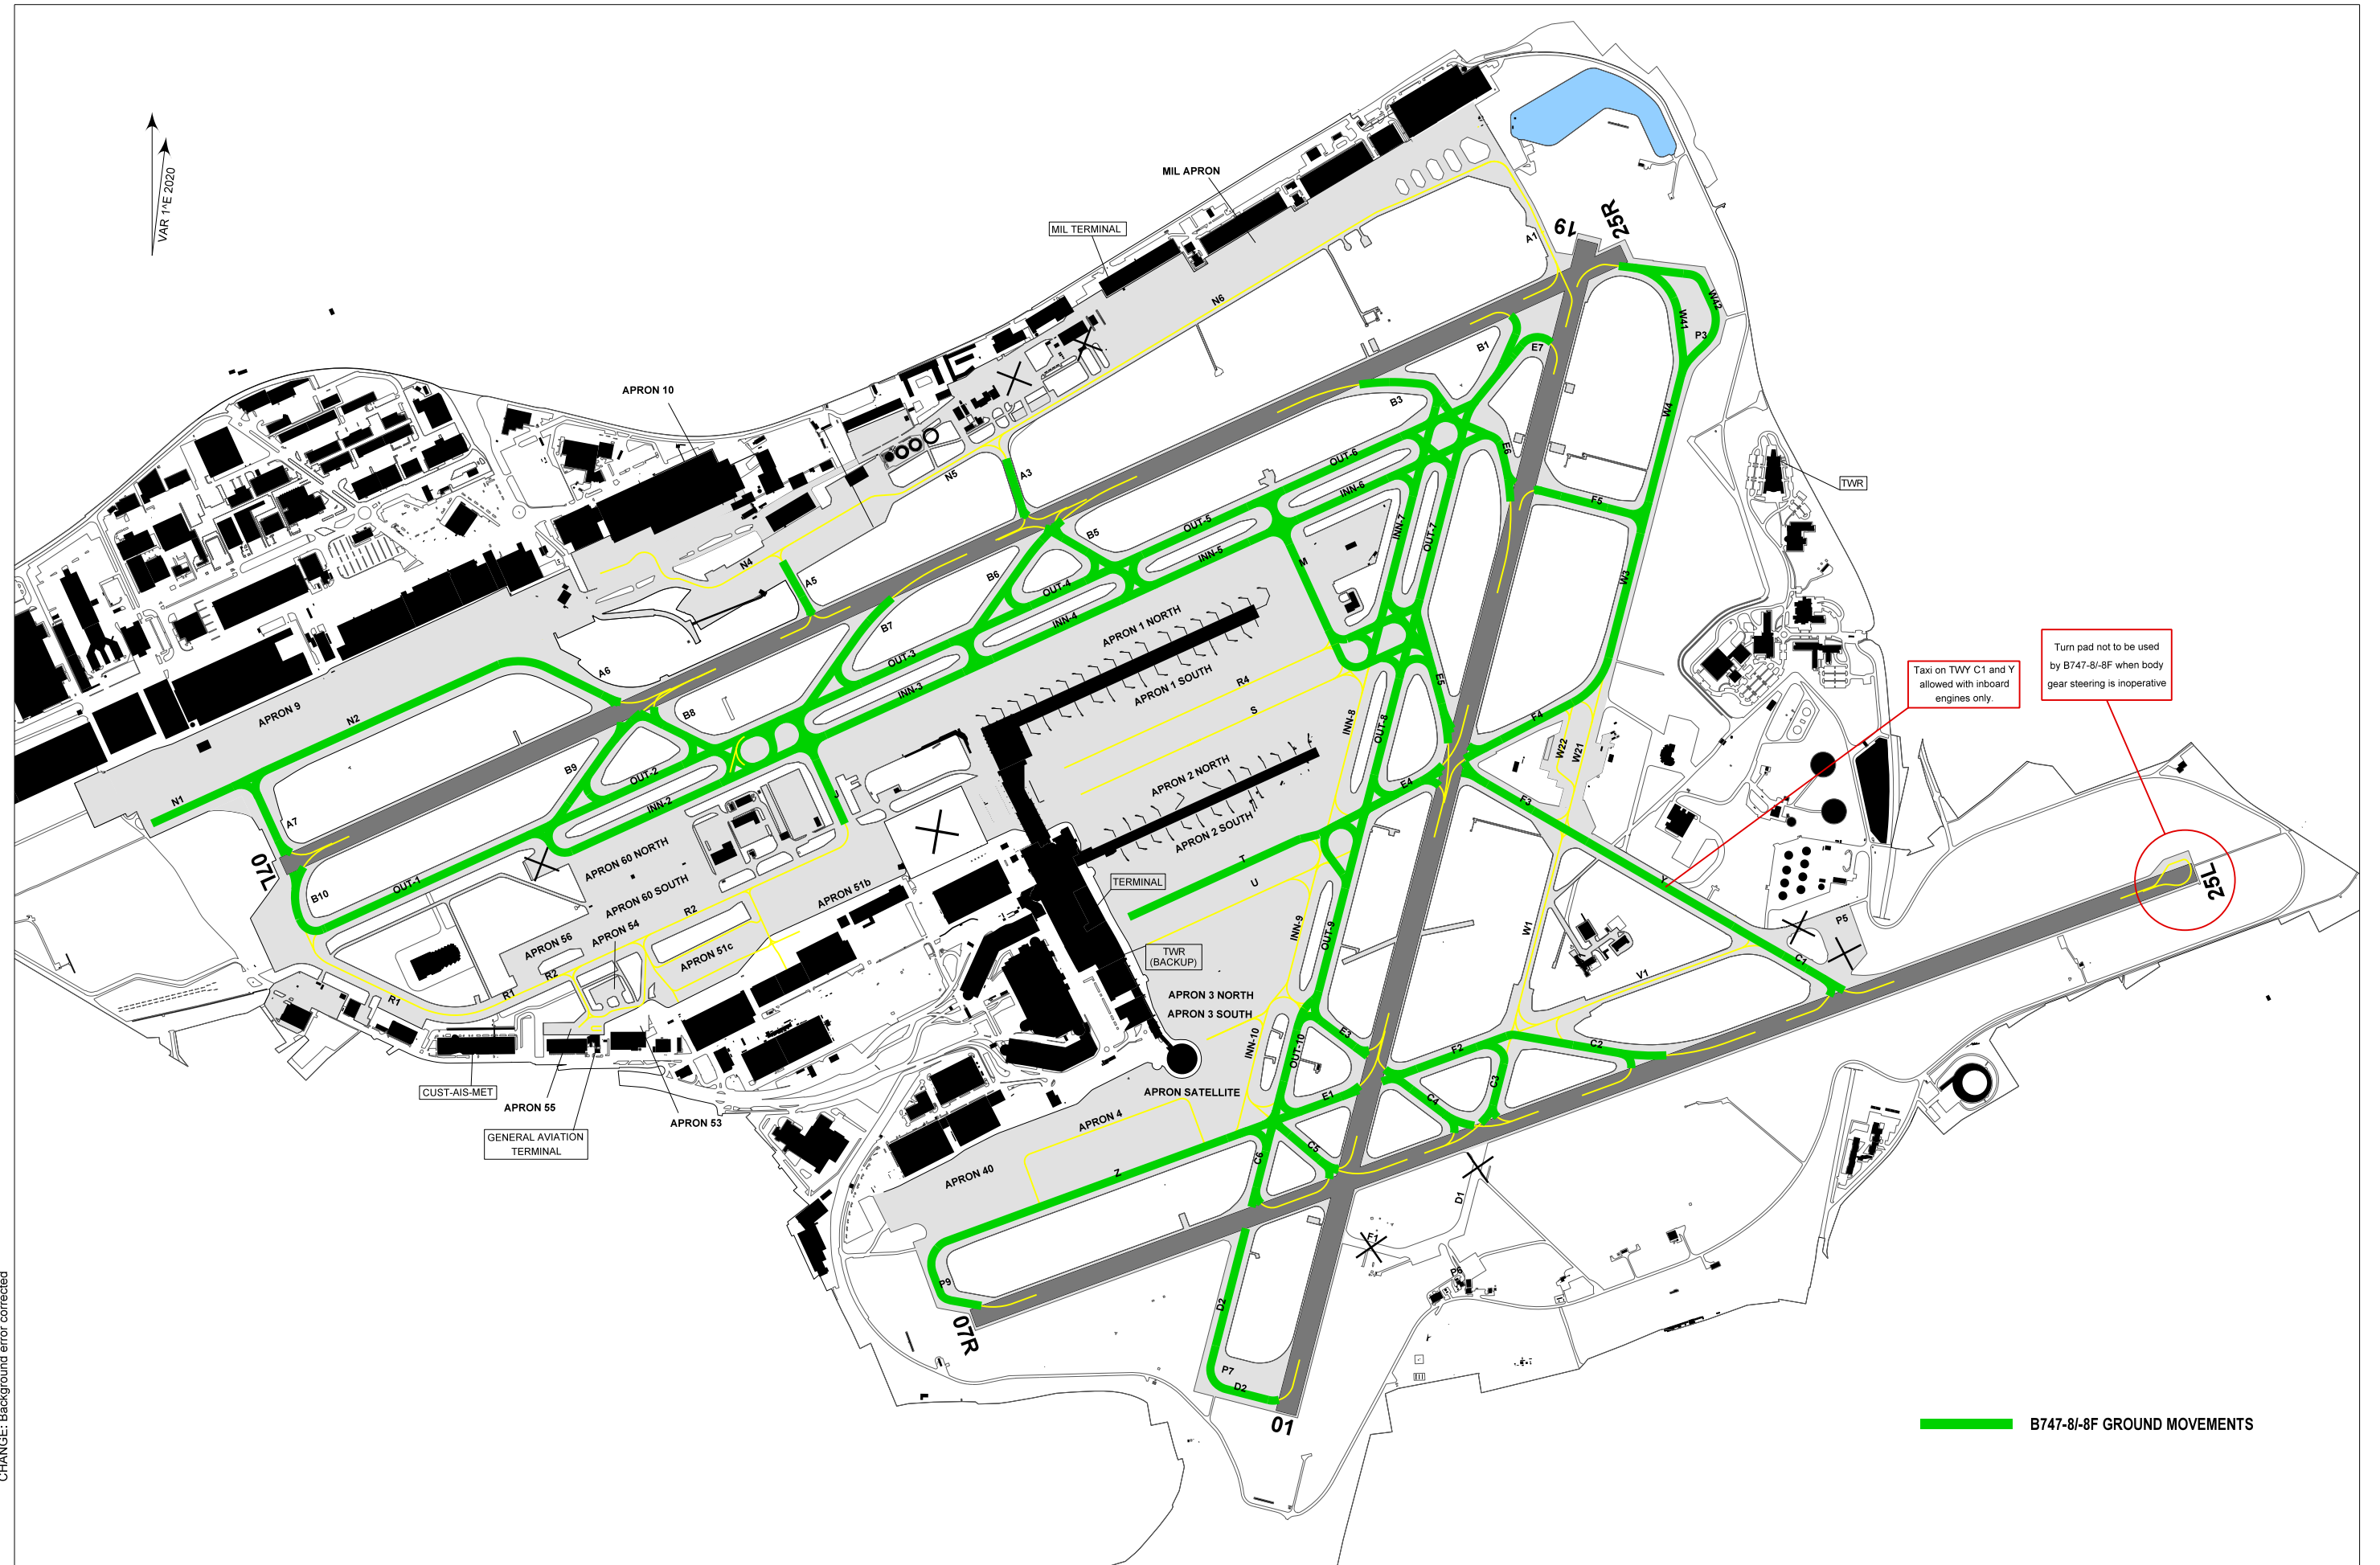 VAR 1^E 2020
MIL APRON
MIL TERMINAL
19
25R
A1
N6
W42
W41
P3
B1
E7
APRON 10
B3
W4
OUT-6
E6
TWR
A3
N5
INN-6
F5
OUT-5
INN-7
OUT-7
B5
INN-5
N4
M
A5
B6
OUT-4
W3
INN-4
APRON 1 NORTH
B7
OUT-3
Turn pad not to be used
by B747-8/-8F when body
gear steering is inoperative
Taxi on TWY C1 and Y
allowed with inboard
engines only.
A6
INN-3
APRON 1 SOUTH
R4
E5
APRON 9
N2
B8
S
INN-8
OUT-8
F4
W22
W21
B9
OUT-2
APRON 2 NORTH
INN-2
J
E4
F3
N1
A7
APRON 2 SOUTH
07L
APRON 60 NORTH
T
U
Y
OUT-1
B10
APRON 60 SOUTH
APRON 51b
TERMINAL
25L
R2
P5
APRON 56
APRON 54
INN-9
OUT-9
W1
APRON 51c
TWR
(BACKUP)
C1
R2
V1
R1
R1
APRON 3 NORTH
APRON 3 SOUTH
E3
INN-10
OUT-10
F2
C2
CUST-AIS-MET
APRON 55
APRON SATELLITE
E1
C3
C4
APRON 53
APRON 4
GENERAL AVIATION
TERMINAL
C5
C6
Z
APRON 40
D1
F1
P6
P9
D2
07R
P7
D2
01
B747-8/-8F GROUND MOVEMENTS
CHANGE: Background error corrected